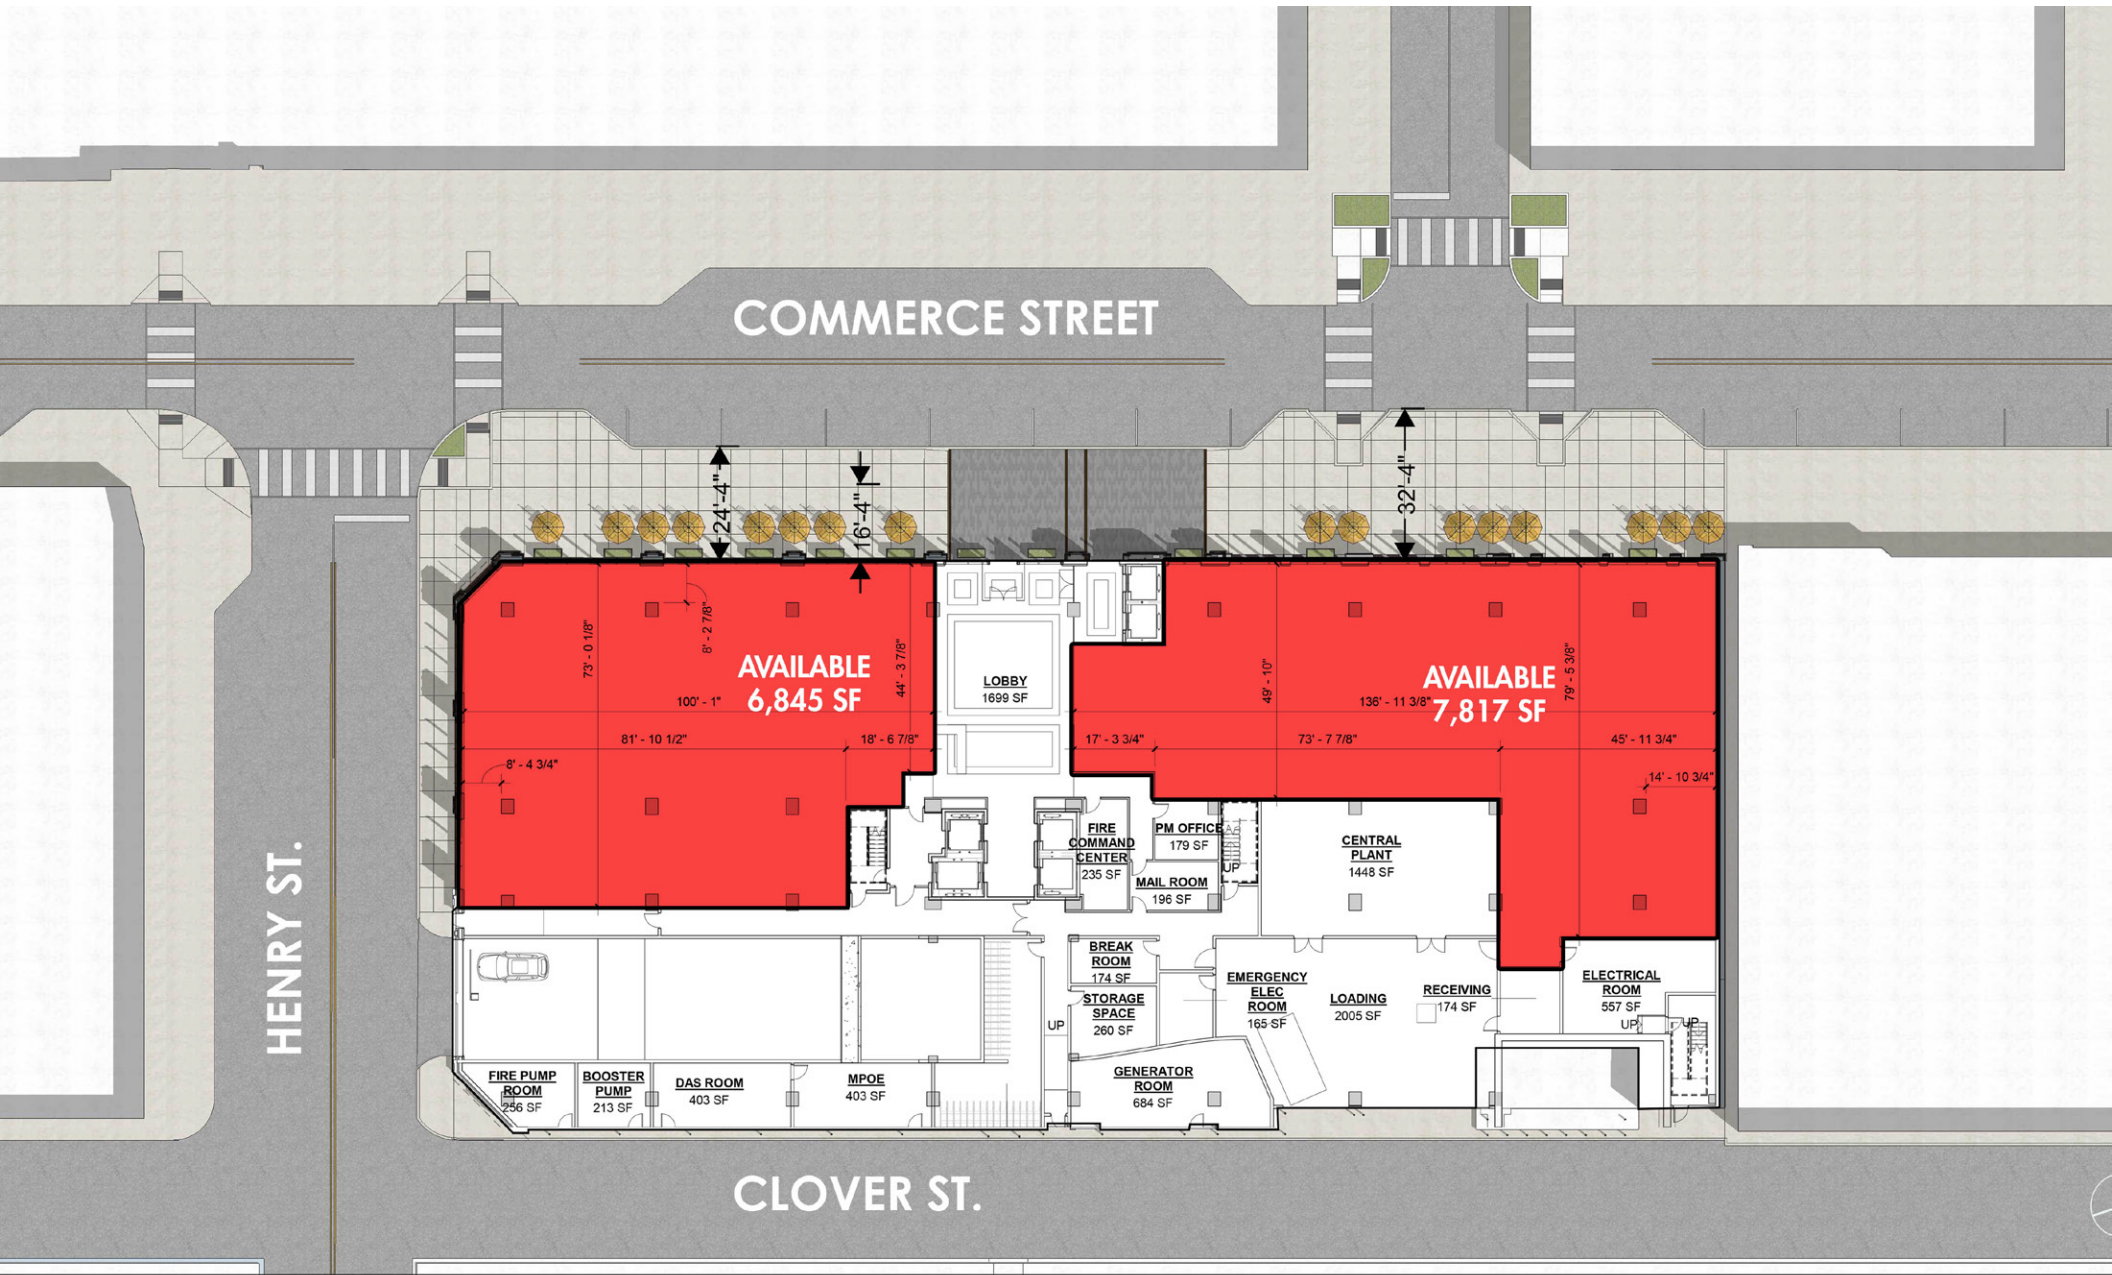 COMMERCE STREET
24'-4"
16'-4"
32'-4"
73' - 0 1/8"
8' - 2 7/8"
44' - 3 7/8"
AVAILABLE
6,845 SF
100' - 1"
81' - 10 1/2"
18' - 6 7/8"
8' - 4 3/4"
LOBBY
1699 SF
49' - 10"
79' - 5 3/8"
AVAILABLE
7,817 SF
136' - 11 3/8"
17' - 3 3/4"
73' - 7 7/8"
45' - 11 3/4"
14' - 10 3/4"
FIRE
COMMAND
CENTER
235 SF
PM OFFICE
179 SF
UP
MAIL ROOM
196 SF
CENTRAL
PLANT
1448 SF
HENRY ST.
BREAK
ROOM
174 SF
STORAGE
SPACE
260 SF
UP
EMERGENCY
ELEC
ROOM
165 SF
LOADING
2005 SF
RECEIVING
174 SF
ELECTRICAL
ROOM
557 SF
UP
UP
FIRE PUMP
ROOM
256 SF
BOOSTER
PUMP
213 SF
DAS ROOM
403 SF
MPOE
403 SF
GENERATOR
ROOM
684 SF
CLOVER ST.